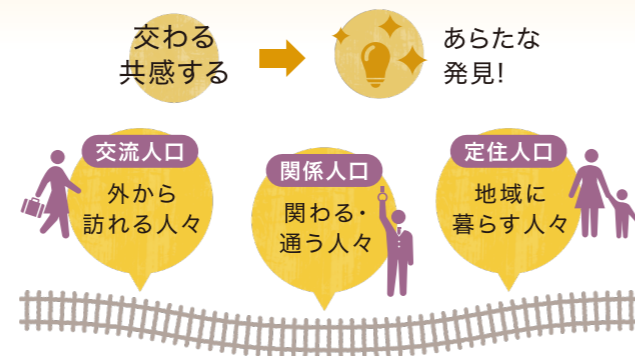 交わる
共感する
あらたな
発見!
交流人口
外から
訪れる人々
関係人口
関わる・
通う人々
定住人口
地域に
暮らす人々